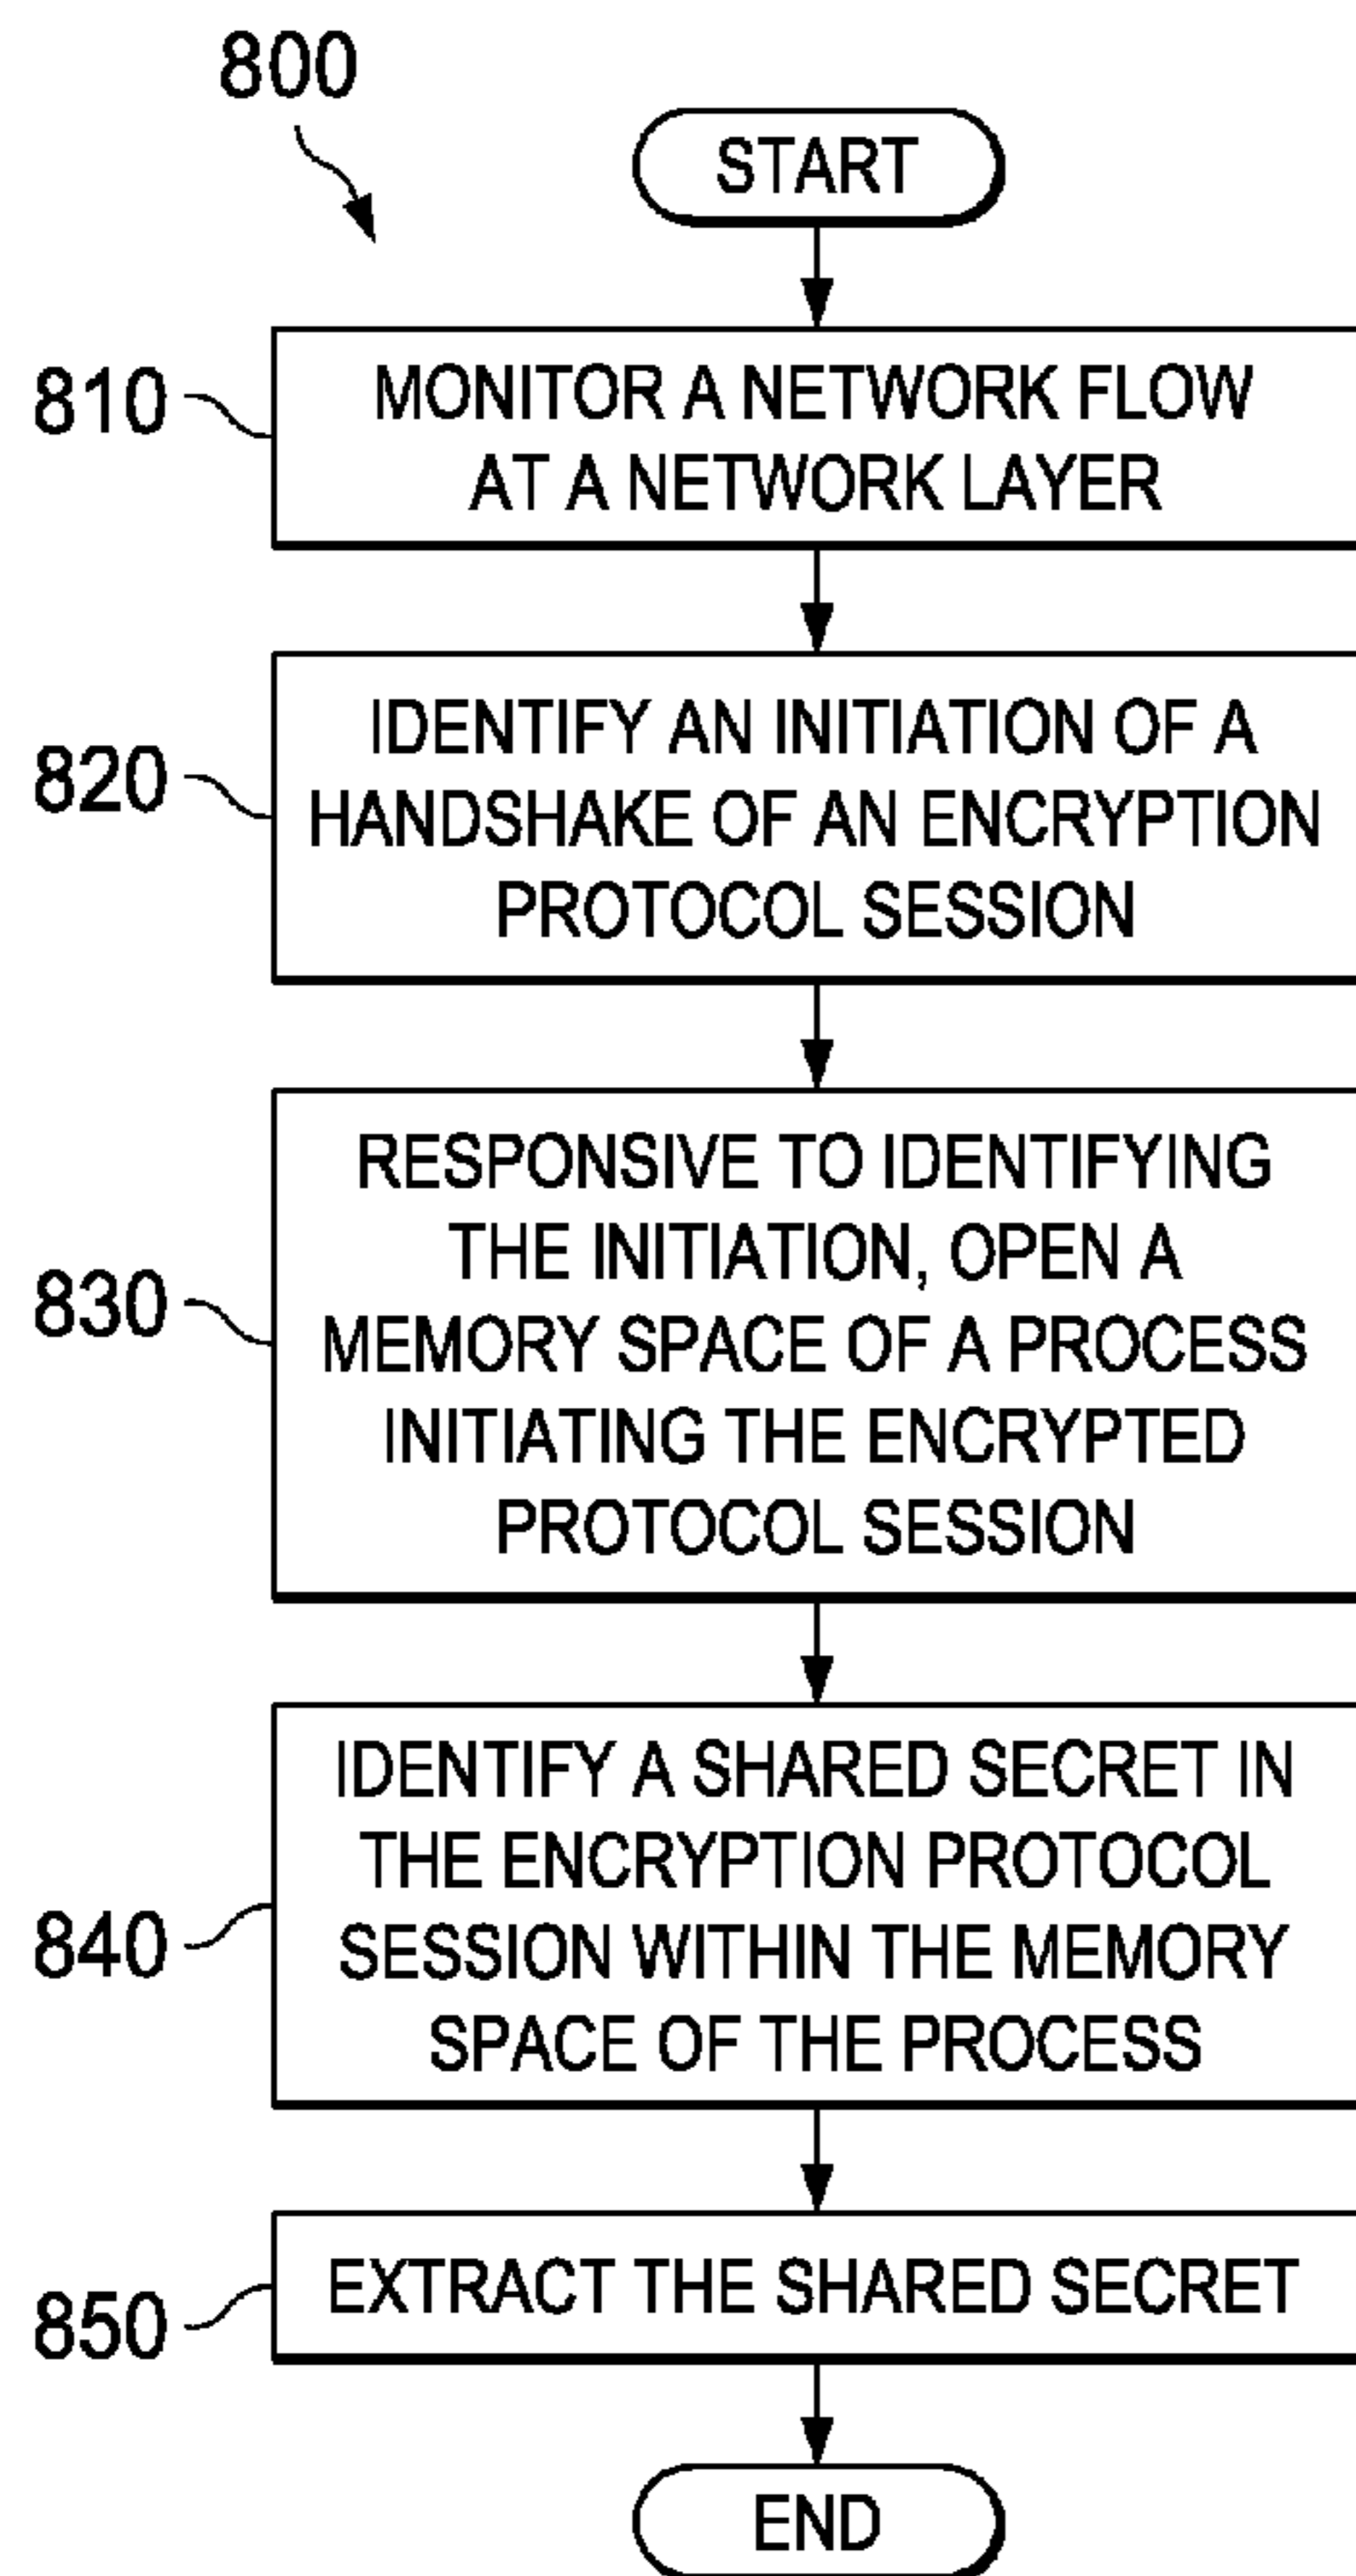 800
START
810
MONITOR A NETWORK FLOW
AT A NETWORK LAYER
820
IDENTIFY AN INITIATION OF A
HANDSHAKE OF AN ENCRYPTION
PROTOCOL SESSION
830
RESPONSIVE TO IDENTIFYING
THE INITIATION, OPEN A
MEMORY SPACE OF A PROCESS
INITIATING THE ENCRYPTED
PROTOCOL SESSION
840
IDENTIFY A SHARED SECRET IN
THE ENCRYPTION PROTOCOL
SESSION WITHIN THE MEMORY
SPACE OF THE PROCESS
850
EXTRACT THE SHARED SECRET
END